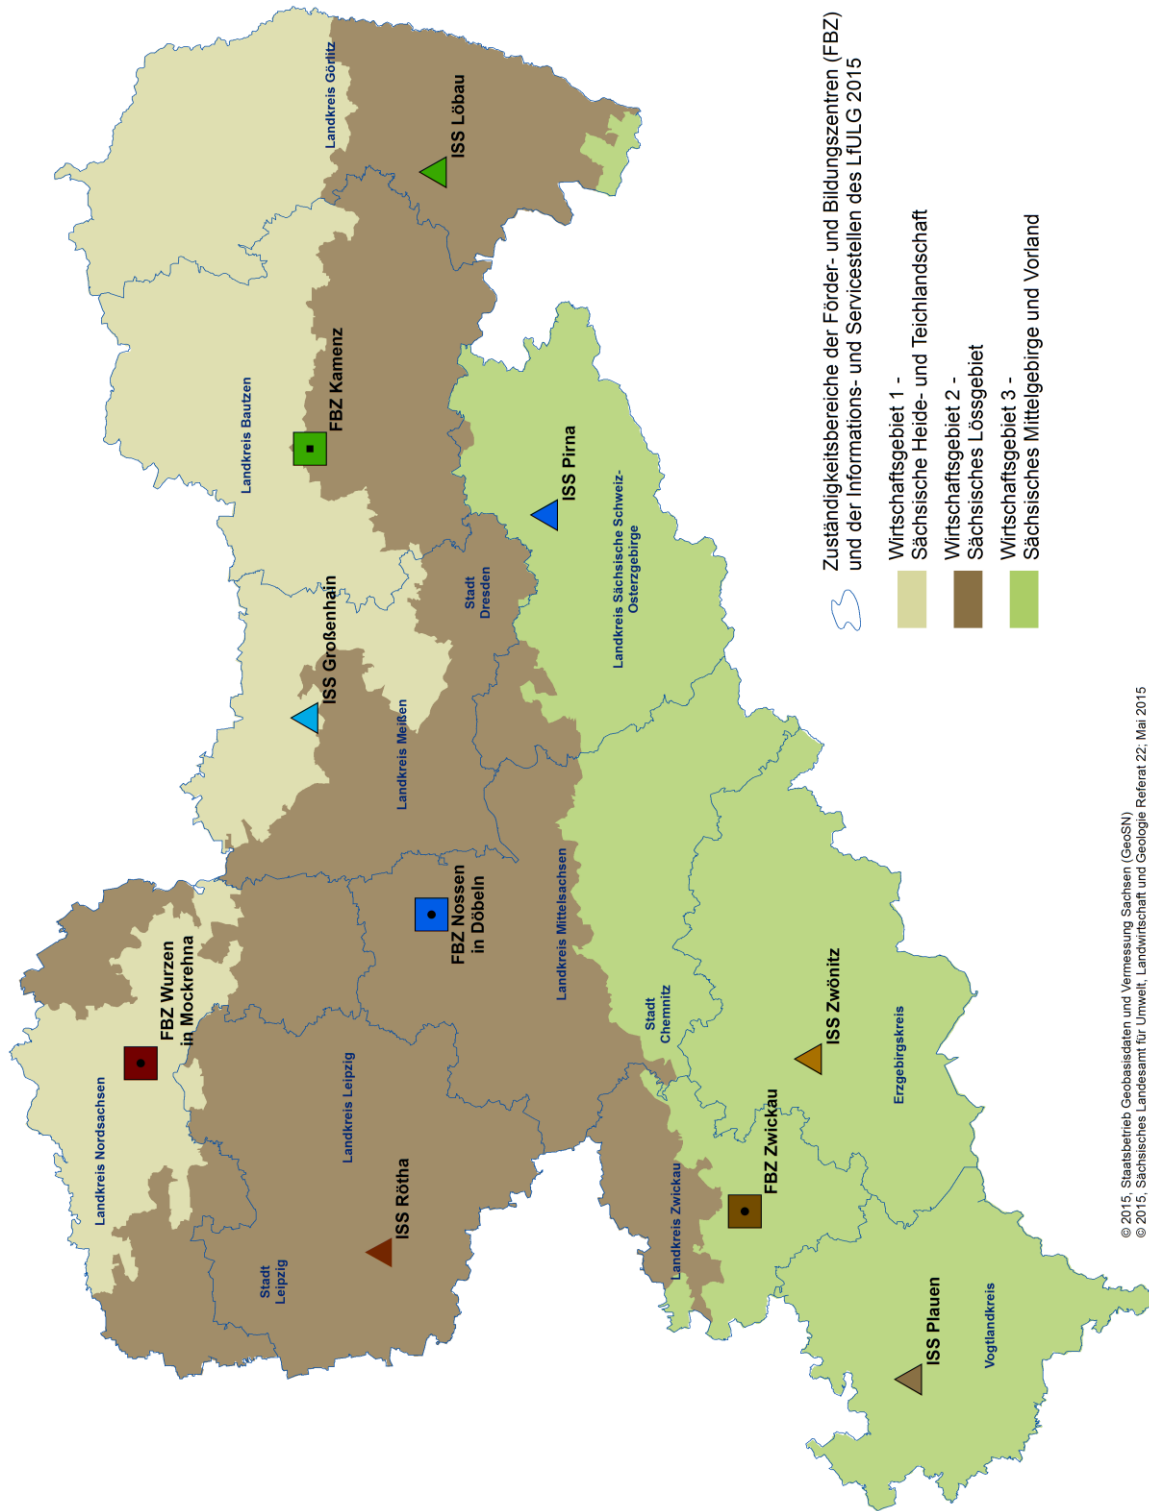 Landkreis Nordsachsen
FBZ Wurzen
in Mockrehna
Stadt
Leipzig
Landkreis Leipzig
ISS Rötha
FBZ Nossen
in Döbeln
Landkreis Mittelsachsen
Landkreis Meißen
ISS Großenhain
Landkreis Bautzen
FBZ Kamenz
Landkreis Görlitz
ISS Löbau
Stadt
Dresden
ISS Pirna
Landkreis Sächsische Schweiz-
Osterzgebirge
Stadt
Chemnitz
Landkreis Zwickau
FBZ Zwickau
ISS Zwönitz
Erzgebirgskreis
ISS Plauen
Vogtlandkreis
Zuständigkeitsbereiche der Förder- und Bildungszentren (FBZ)
und der Informations- und Servicestellen des LfULG 2015
Wirtschaftsgebiet 1 -
Sächsische Heide- und Teichlandschaft
Wirtschaftsgebiet 2 -
Sächsisches Lössgebiet
Wirtschaftsgebiet 3 -
Sächsisches Mittelgebirge und Vorland
© 2015, Staatsbetrieb Geobasisdaten und Vermessung Sachsen (GeoSN)
© 2015, Sächsisches Landesamt für Umwelt, Landwirtschaft und Geologie Referat 22; Mai 2015